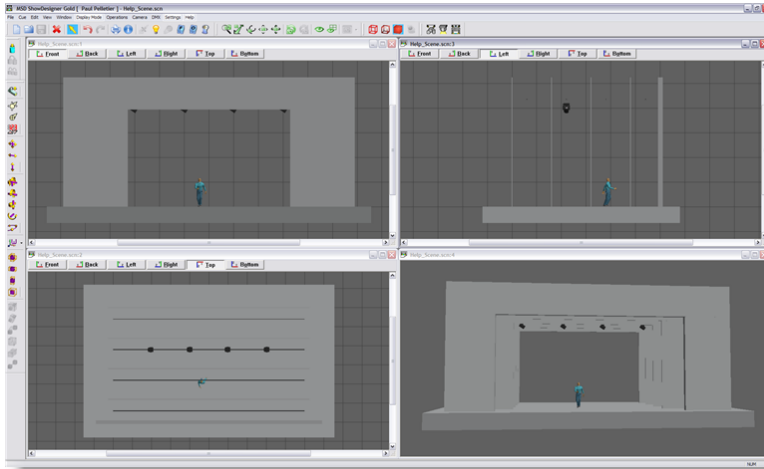 MSD ShowDesigner Gold [ Paul Pelletier ] - Help_Scene.scn
File Cue Edit View Window Display Mode Operations Camera DMX Settings Help
Help_Scene.scn:1
Front Back Left Right Top Bottom
Help_Scene.scn:3
Front Back Left Right Top Bottom
Help_Scene.scn:2
Front Back Left Right Top Bottom
Help_Scene.scn:4
NUM